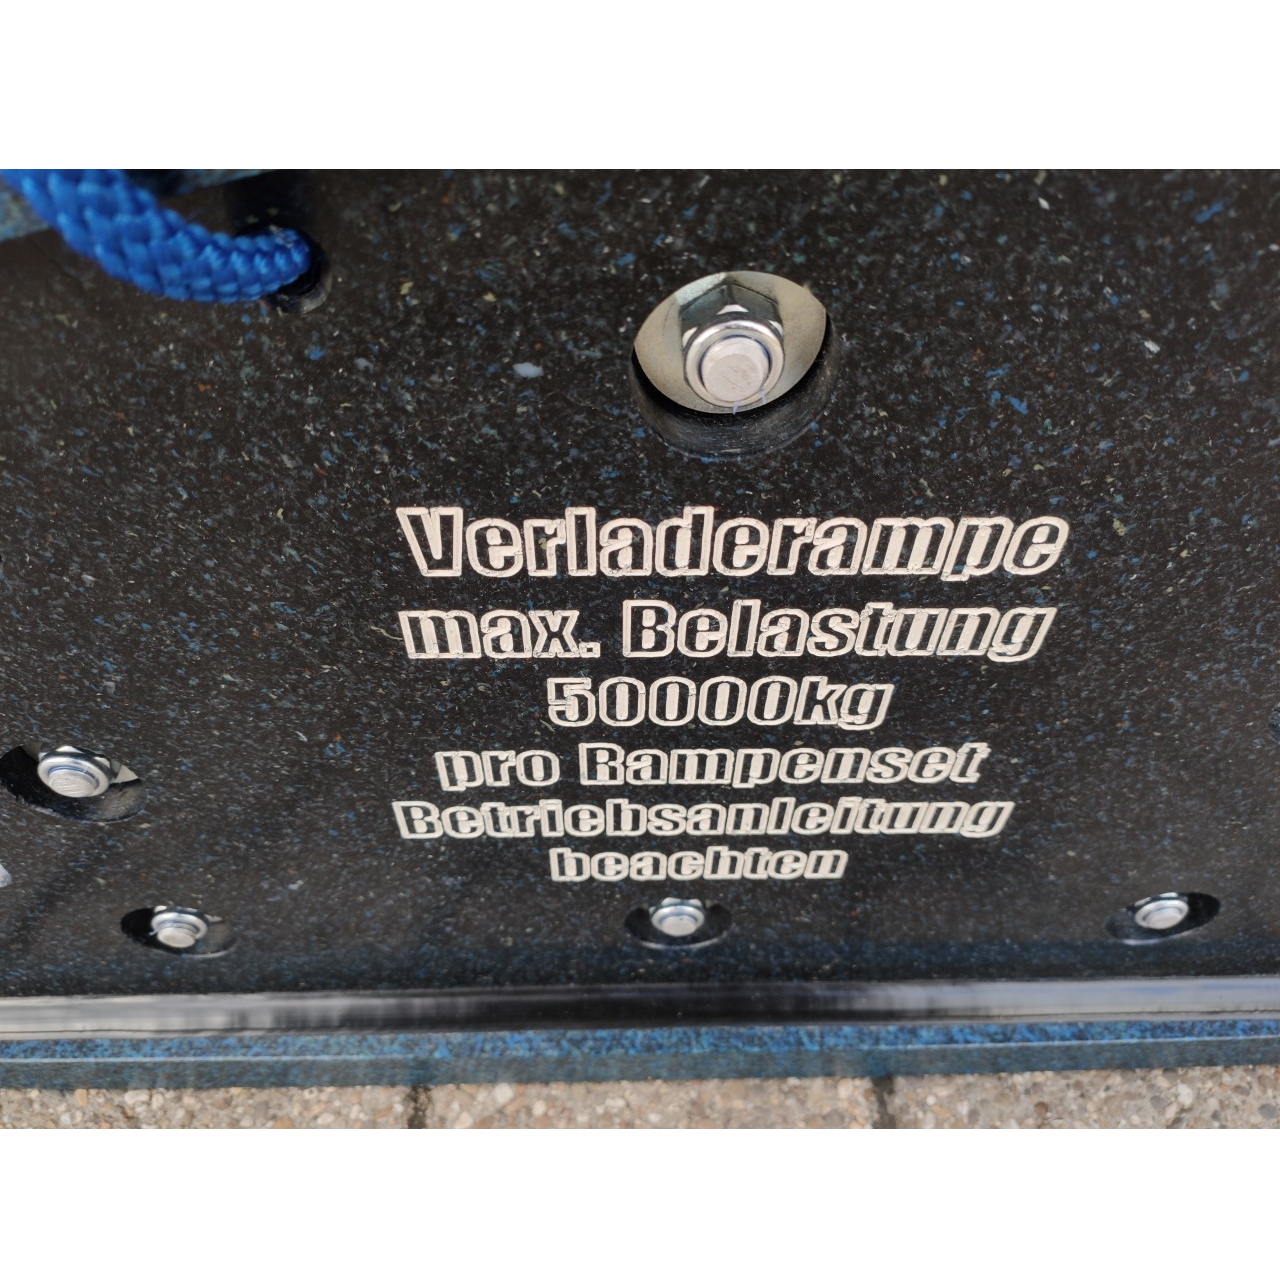 Verladerampe
max. Belastung
50000kg
pro Rampenset
Betriebsanleitung
beachten